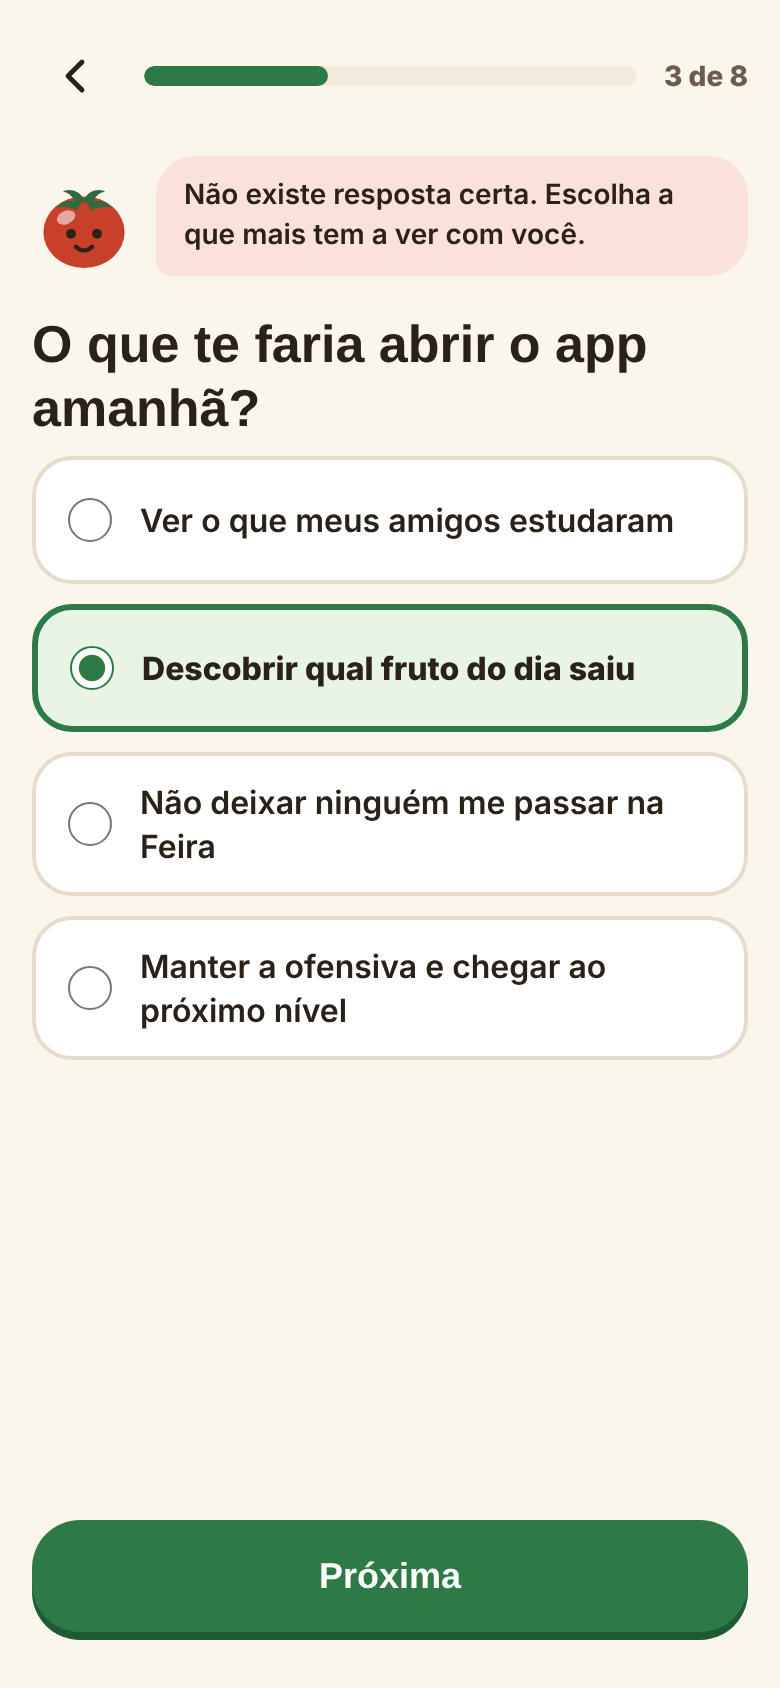 3 de 8
Não existe resposta certa. Escolha a
que mais tem a ver com você.
O que te faria abrir o app
amanhã?
Ver o que meus amigos estudaram
Descobrir qual fruto do dia saiu
Não deixar ninguém me passar na
Feira
Manter a ofensiva e chegar ao
próximo nível
Próxima